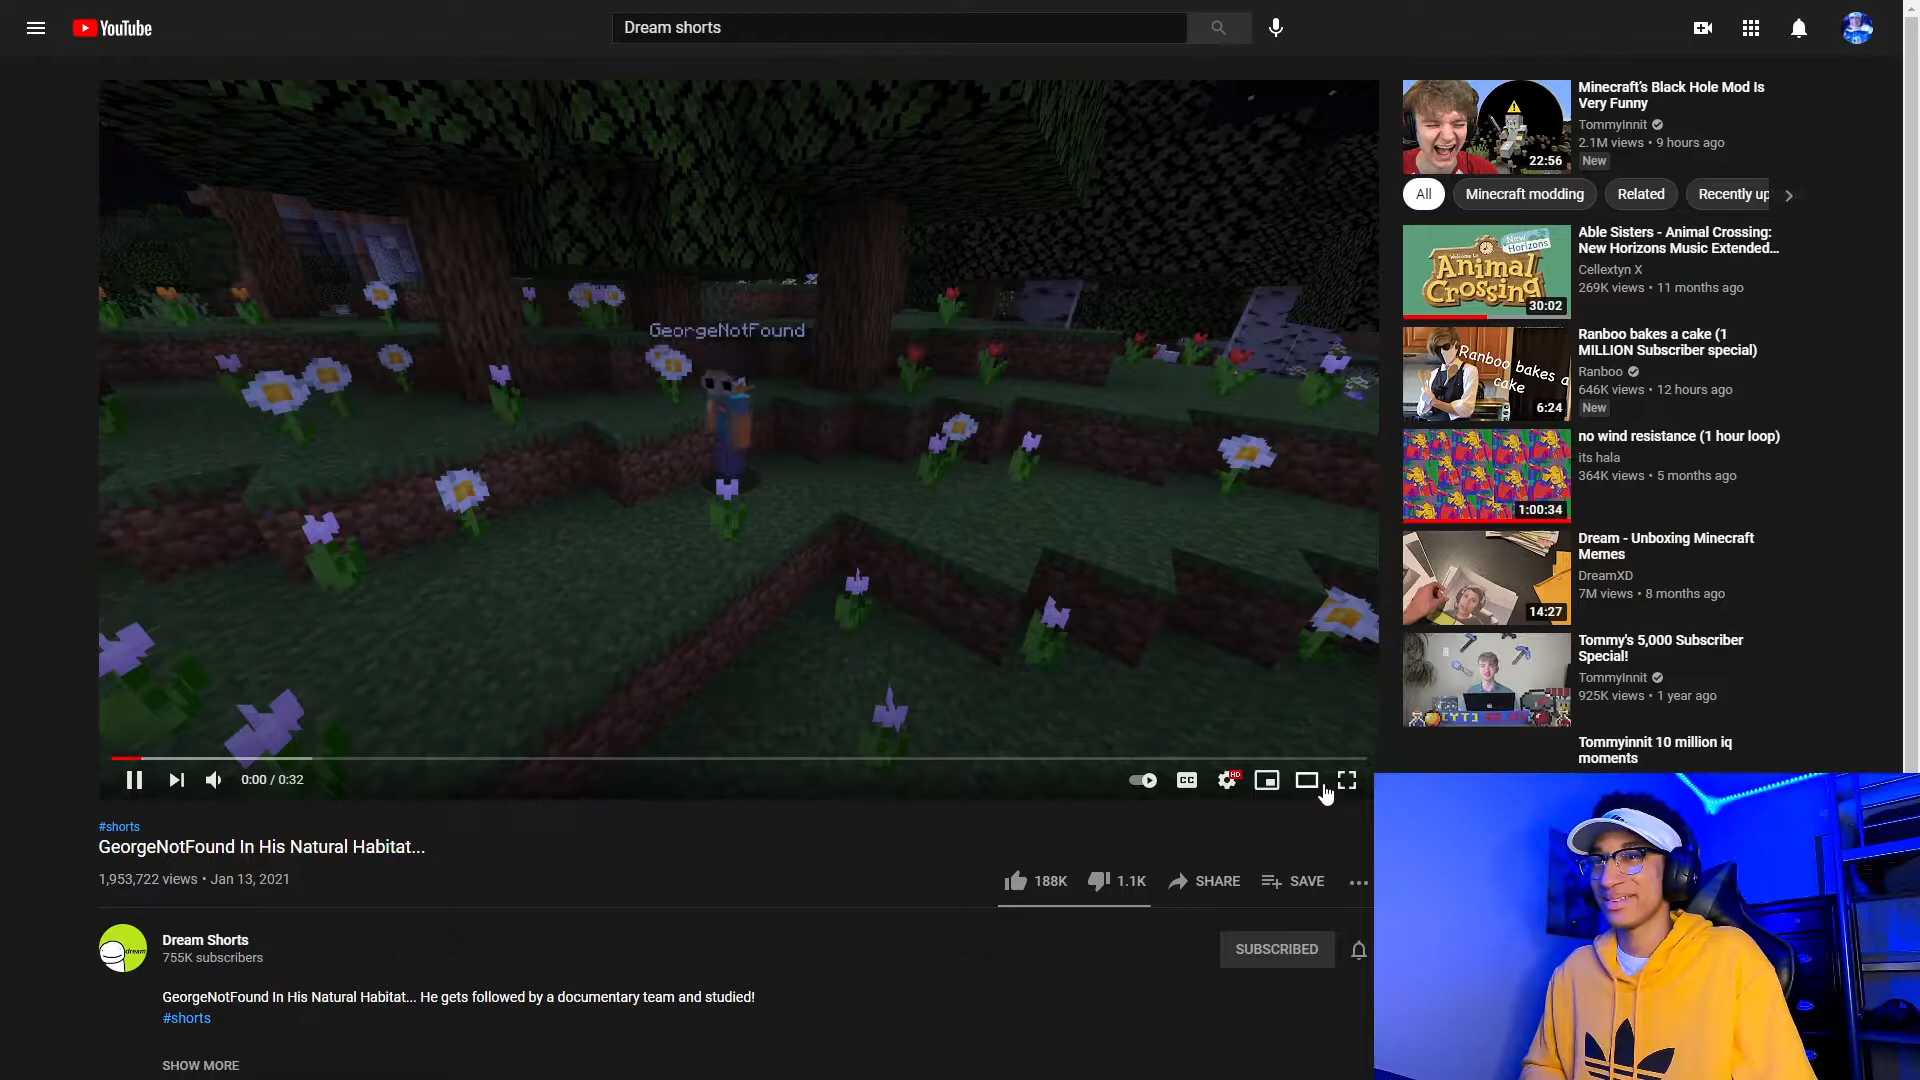 YouTube
Dream shorts
GeorgeNotFound
0:00 / 0:32
CC
HD
#shorts
GeorgeNotFound In His Natural Habitat...
1,953,722 views • Jan 13, 2021
188K
1.1K
SHARE
SAVE
dream
Dream Shorts
755K subscribers
SUBSCRIBED
GeorgeNotFound In His Natural Habitat... He gets followed by a documentary team and studied!
#shorts
SHOW MORE
22:56
Minecraft's Black Hole Mod Is
Very Funny
TommyInnit
2.1M views • 9 hours ago
New
All
Minecraft modding
Related
Recently up
New
Horizons
Animal
Crossing
30:02
Able Sisters - Animal Crossing:
New Horizons Music Extended...
Cellextyn X
269K views • 11 months ago
Ranboo bakes a
cake
6:24
Ranboo bakes a cake (1
MILLION Subscriber special)
Ranboo
646K views • 12 hours ago
New
1:00:34
no wind resistance (1 hour loop)
its hala
364K views • 5 months ago
14:27
Dream - Unboxing Minecraft
Memes
DreamXD
7M views • 8 months ago
Tommy's 5,000 Subscriber
Special!
TommyInnit
925K views • 1 year ago
Tommyinnit 10 million iq
moments